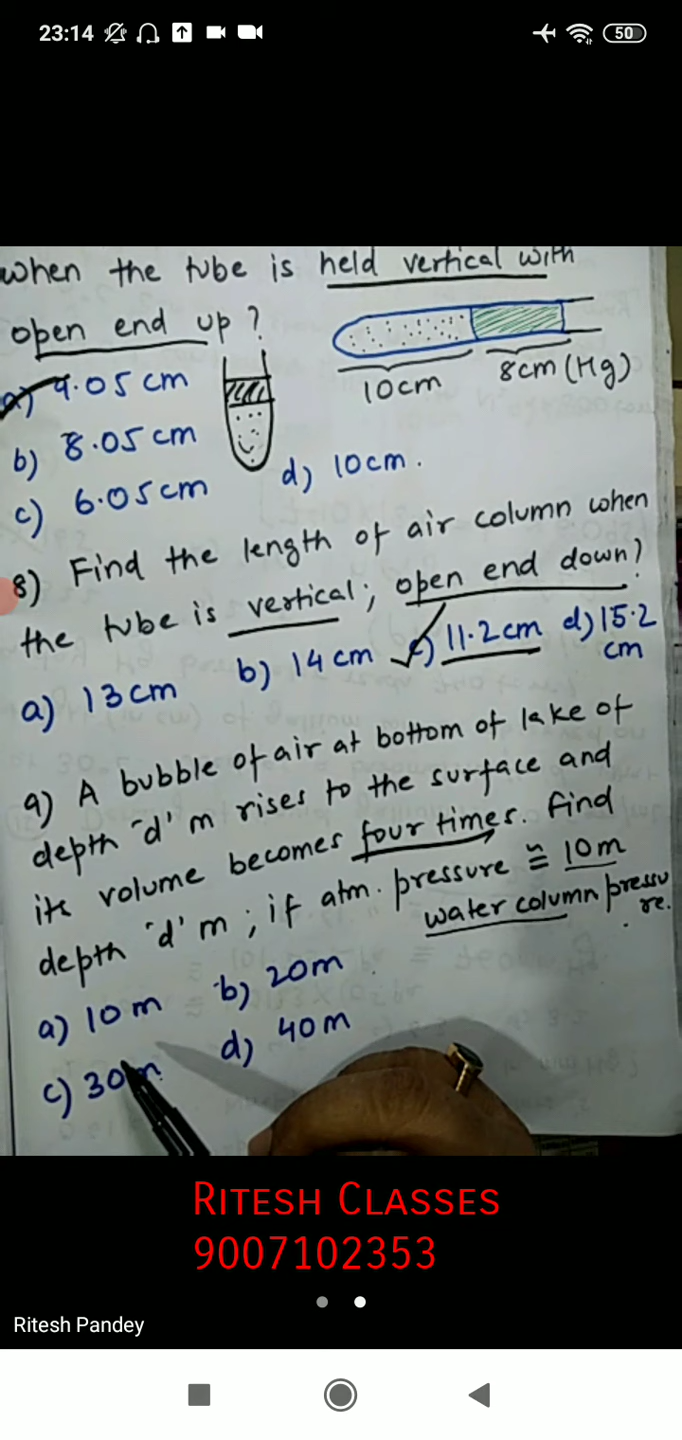 23:14
50
when the tube is held vertical with
open end up?
a) 9.05 cm
10cm 8cm (Hg)
b) 8.05 cm
c) 6.05 cm d) 10cm.
8) Find the length of air column when
the tube is vertical; open end down?
a) 13cm b) 14 cm c) 11.2cm d) 15.2 cm
9) A bubble of air at bottom of lake of
depth 'd' m rises to the surface and
its volume becomes four times. Find
depth 'd' m; if atm. pressure ≅ 10m
water column pressure.
a) 10 m b) 20m
c) 30m d) 40m
RITESH CLASSES
9007102353
Ritesh Pandey